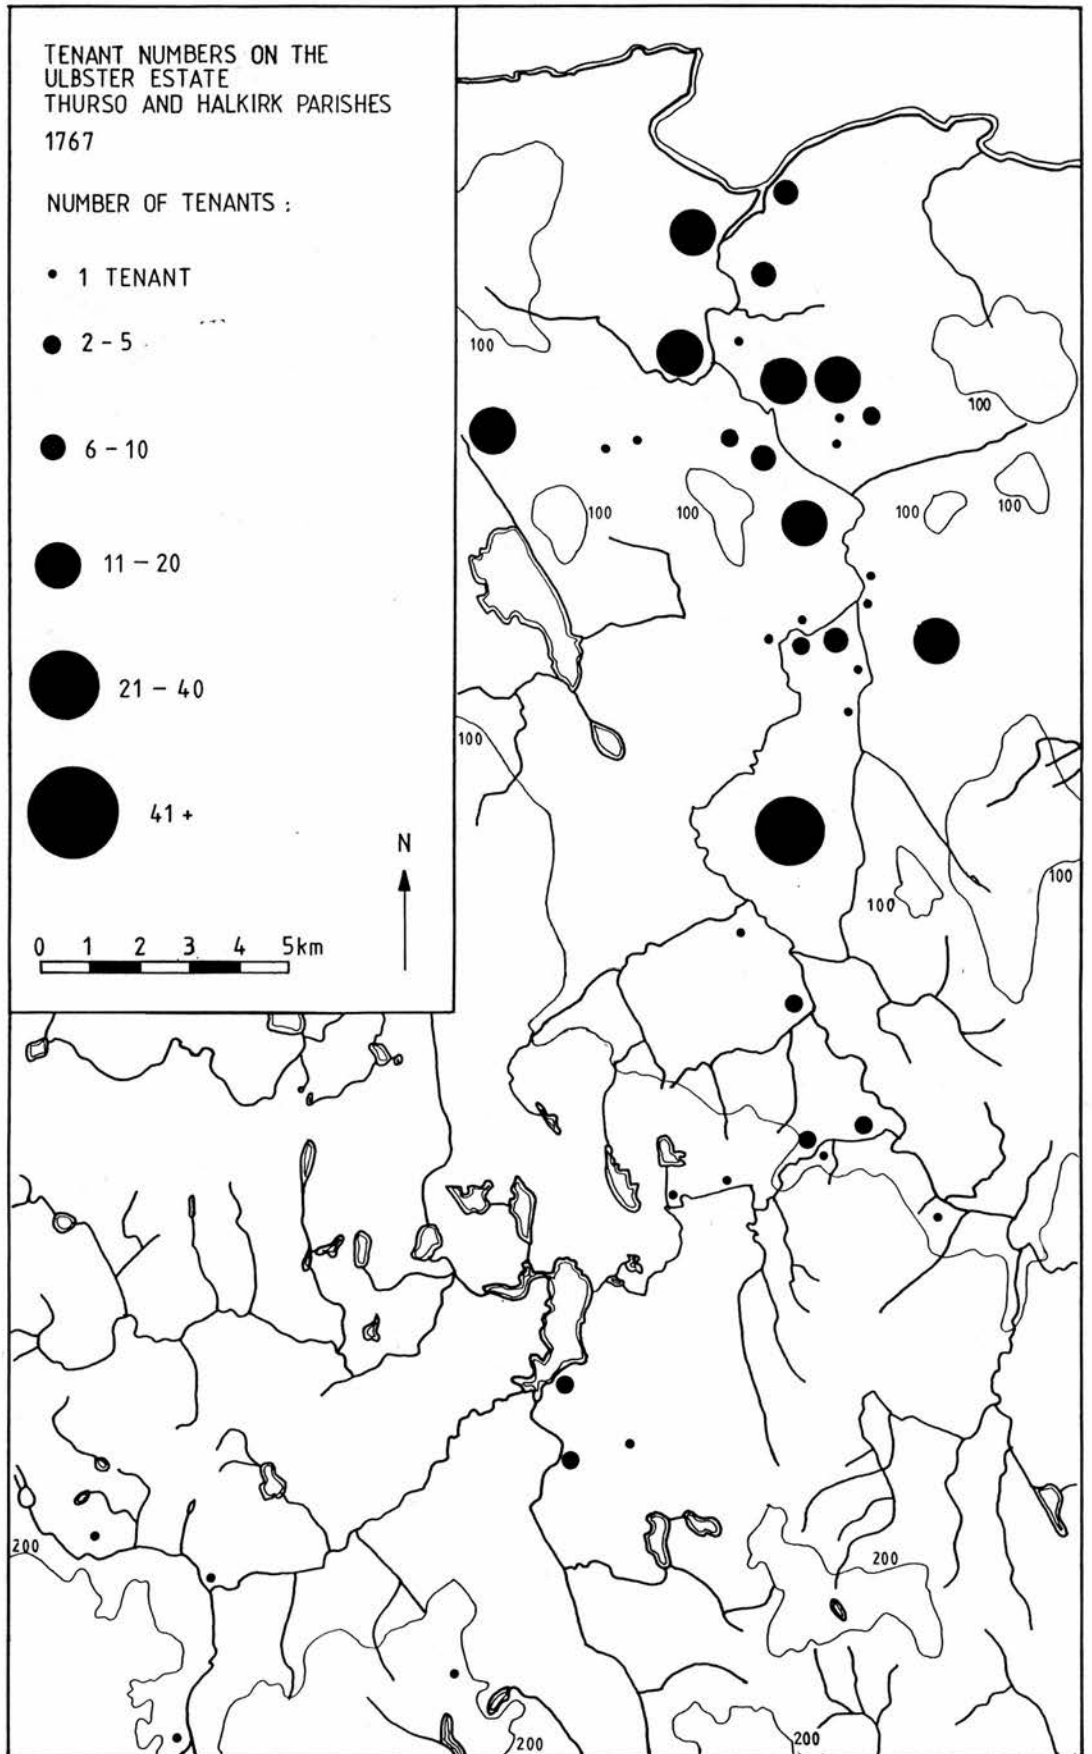 TENANT NUMBERS ON THE
ULBSTER ESTATE
THURSO AND HALKIRK PARISHES
1767
NUMBER OF TENANTS :
1 TENANT
2 - 5
6 - 10
11 - 20
21 - 40
41 +
N
0 1 2 3 4 5km
100
100
100
100
100
100
100
100
100
200
200
200
200